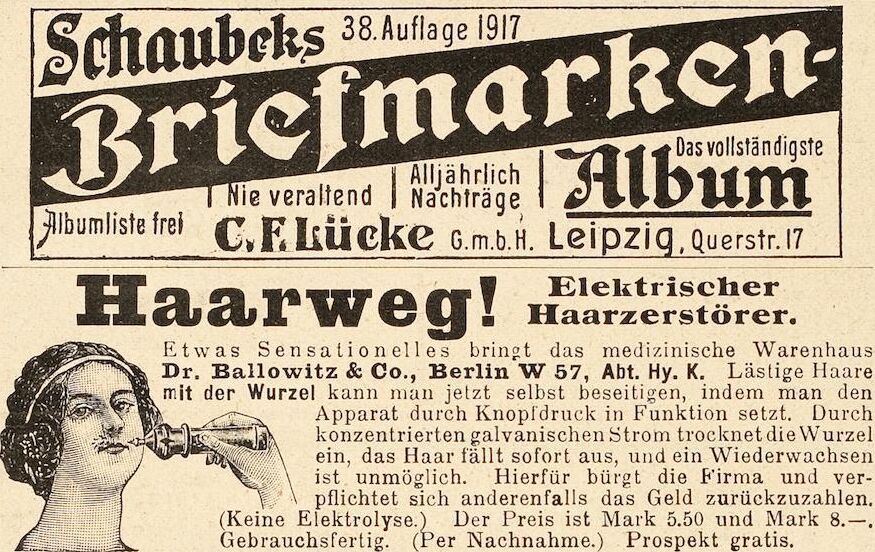 Schaubeks 38. Auflage 1917
Briefmarken-
Das vollständigste
Album
Albumliste frei
Nie veraltend
Alljährlich
Nachträge
C. F. Lücke G.m.b.H. Leipzig, Querstr. 17
Haarweg! Elektrischer
Haarzerstörer.
Etwas Sensationelles bringt das medizinische Warenhaus
Dr. Ballowitz & Co., Berlin W 57, Abt. Hy. K. Lästige Haare
mit der Wurzel kann man jetzt selbst beseitigen, indem man den
Apparat durch Knopfdruck in Funktion setzt. Durch
konzentrierten galvanischen Strom trocknet die Wurzel
ein, das Haar fällt sofort aus, und ein Wiederwachsen
ist unmöglich. Hierfür bürgt die Firma und ver-
pflichtet sich anderenfalls das Geld zurückzuzahlen.
(Keine Elektrolyse.) Der Preis ist Mark 5.50 und Mark 8.—.
Gebrauchsfertig. (Per Nachnahme.) Prospekt gratis.